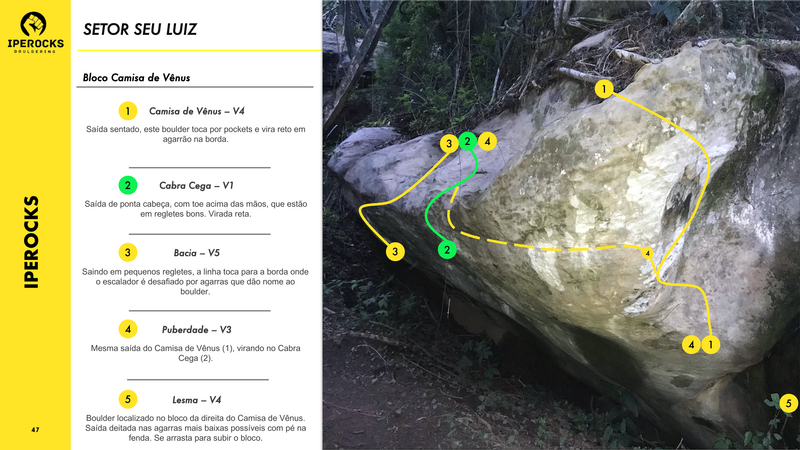 IPEROCKS
BOULDERING
SETOR SEU LUIZ
Bloco Camisa de Vênus
1 Camisa de Vênus – V4
Saída sentado, este boulder toca por pockets e vira reto em
agarrão na borda.
2 Cabra Cega – V1
Saída de ponta cabeça, com toe acima das mãos, que estão
em regletes bons. Virada reta.
3 Bacia – V5
Saindo em pequenos regletes, a linha toca para a borda onde
o escalador é desafiado por agarras que dão nome ao
boulder.
4 Puberdade – V3
Mesma saída do Camisa de Vênus (1), virando no Cabra
Cega (2).
5 Lesma – V4
Boulder localizado no bloco da direita do Camisa de Vênus.
Saída deitada nas agarras mais baixas possíveis com pé na
fenda. Se arrasta para subir o bloco.
IPEROCKS
47
1
3 2 4
3
2
4
4 1
5